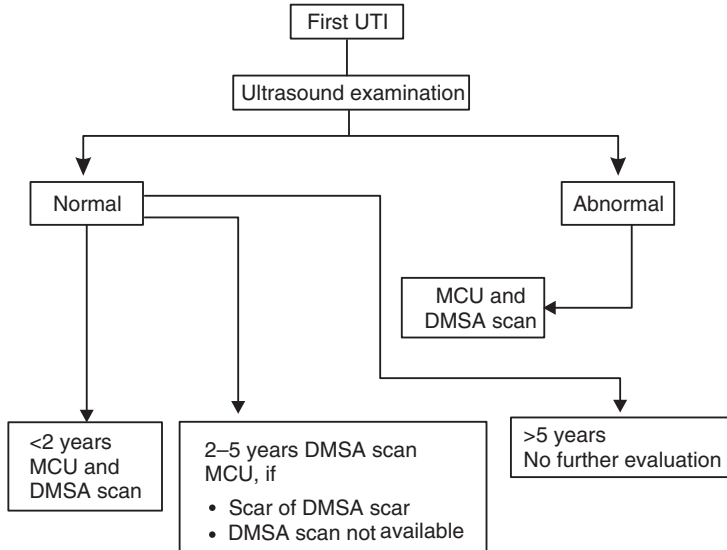 First UTI
Ultrasound examination
Normal
Abnormal
MCU and
DMSA scan
<2 years
MCU and
DMSA scan
2–5 years DMSA scan
MCU, if
• Scar of DMSA scar
• DMSA scan not available
>5 years
No further evaluation